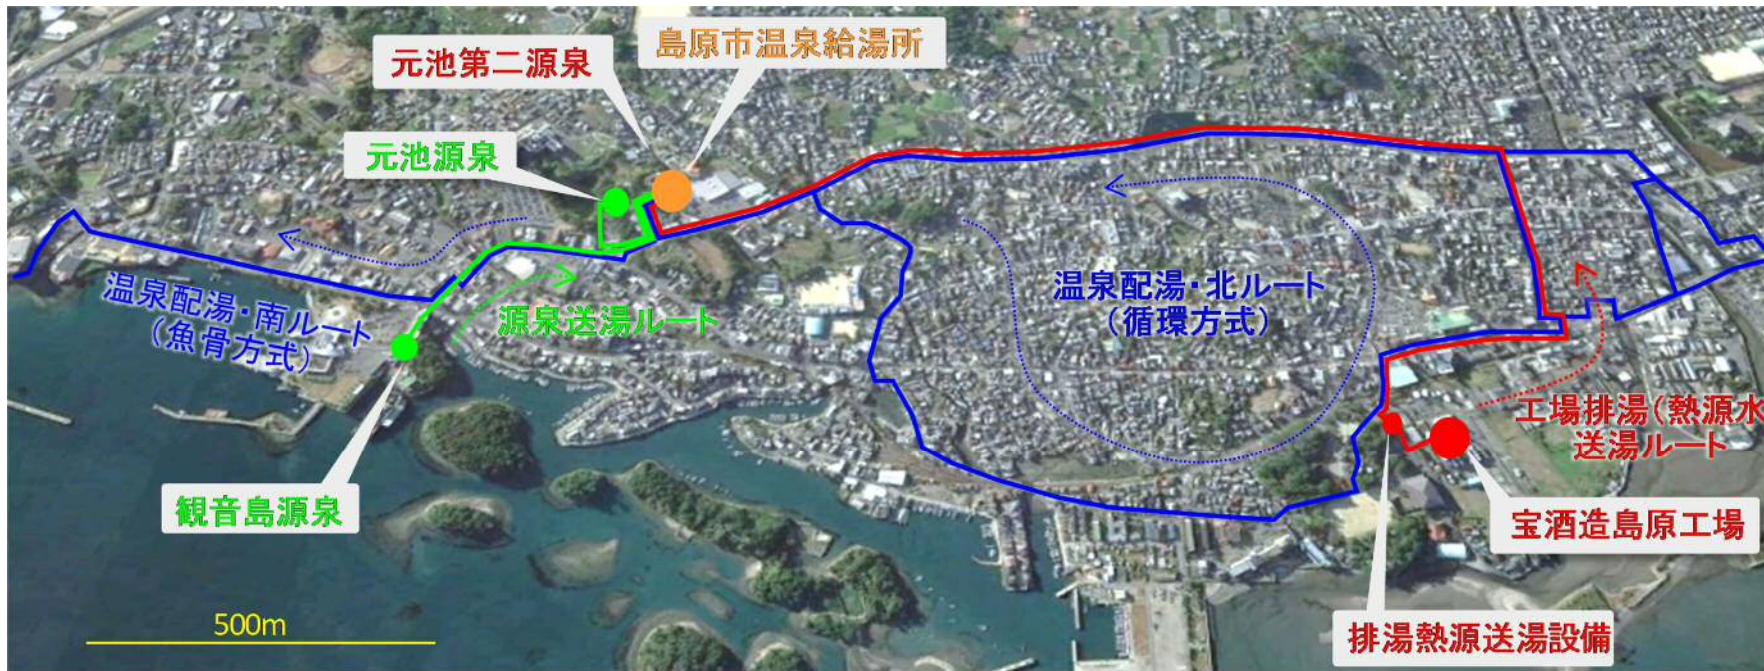 島原市温泉給湯所
元池第二源泉
元池源泉
温泉配湯・南ルート
（魚骨方式）
源泉送湯ルート
温泉配湯・北ルート
（循環方式）
工場排湯（熱源水
送湯ルート
観音島源泉
宝酒造島原工場
排湯熱源送湯設備
500m